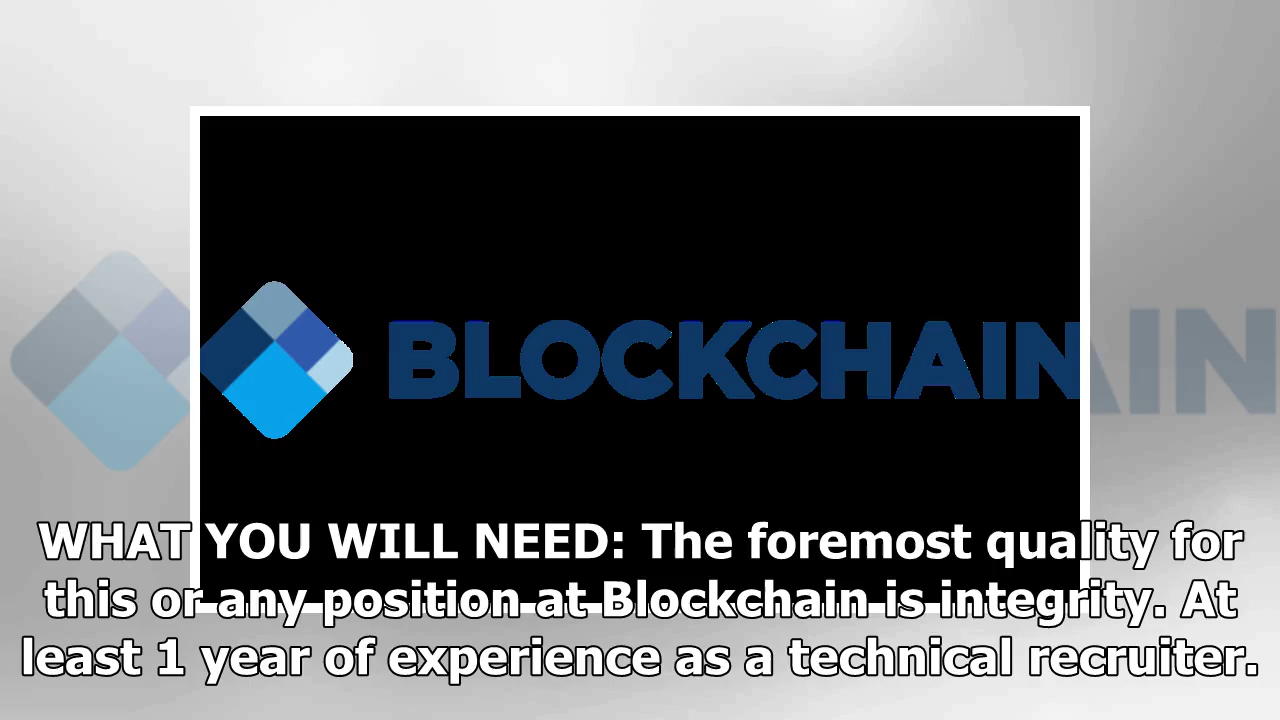 BLOCKCHAIN
WHAT YOU WILL NEED: The foremost quality for
this or any position at Blockchain is integrity. At
least 1 year of experience as a technical recruiter.